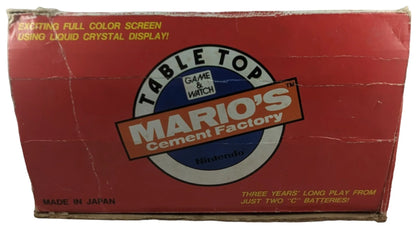 EXCITING FULL COLOR SCREEN
USING LIQUID CRYSTAL DISPLAY!
TABLE TOP
GAME &
WATCH
MARIO'S™
Cement Factory
Nintendo
MADE IN JAPAN
THREE YEARS' LONG PLAY FROM
JUST TWO "C" BATTERIES!